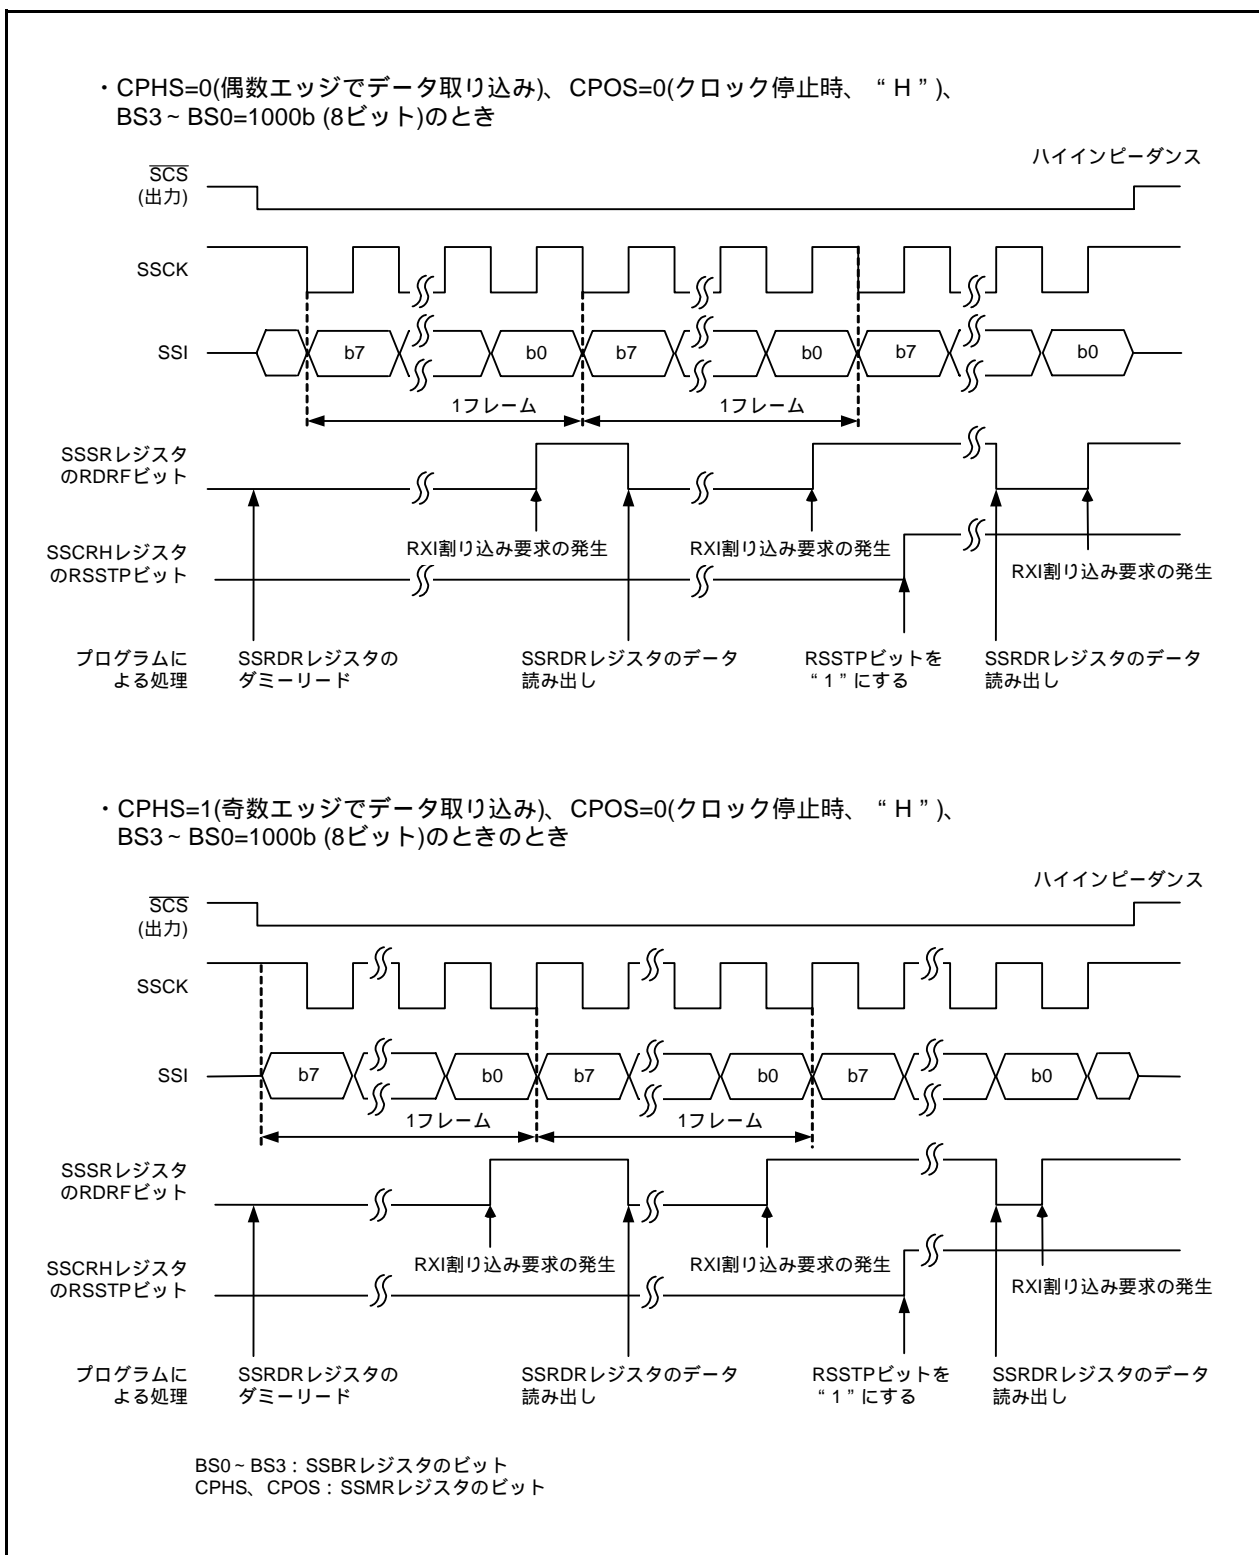 ・CPHS=0(偶数エッジでデータ取り込み)、CPOS=0(クロック停止時、“H”)、
BS3～BS0=1000b (8ビット)のとき
ハイインピーダンス
SCS
(出力)
SSCK
SSI
b7
b0
b7
b0
b7
b0
1フレーム
1フレーム
SSSRレジスタ
のRDRFビット
RXI割り込み要求の発生
RXI割り込み要求の発生
RXI割り込み要求の発生
SSCRHレジスタ
のRSSTPビット
プログラムに
よる処理
SSRDRレジスタの
ダミーリード
SSRDRレジスタのデータ
読み出し
RSSTPビットを
“1”にする
SSRDRレジスタのデータ
読み出し
・CPHS=1(奇数エッジでデータ取り込み)、CPOS=0(クロック停止時、“H”)、
BS3～BS0=1000b (8ビット)のときのとき
ハイインピーダンス
SCS
(出力)
SSCK
SSI
b7
b0
b7
b0
b7
b0
1フレーム
1フレーム
SSSRレジスタ
のRDRFビット
RXI割り込み要求の発生
RXI割り込み要求の発生
RXI割り込み要求の発生
SSCRHレジスタ
のRSSTPビット
プログラムに
よる処理
SSRDRレジスタの
ダミーリード
SSRDRレジスタのデータ
読み出し
RSSTPビットを
“1”にする
SSRDRレジスタのデータ
読み出し
BS0～BS3：SSBRレジスタのビット
CPHS、CPOS：SSMRレジスタのビット